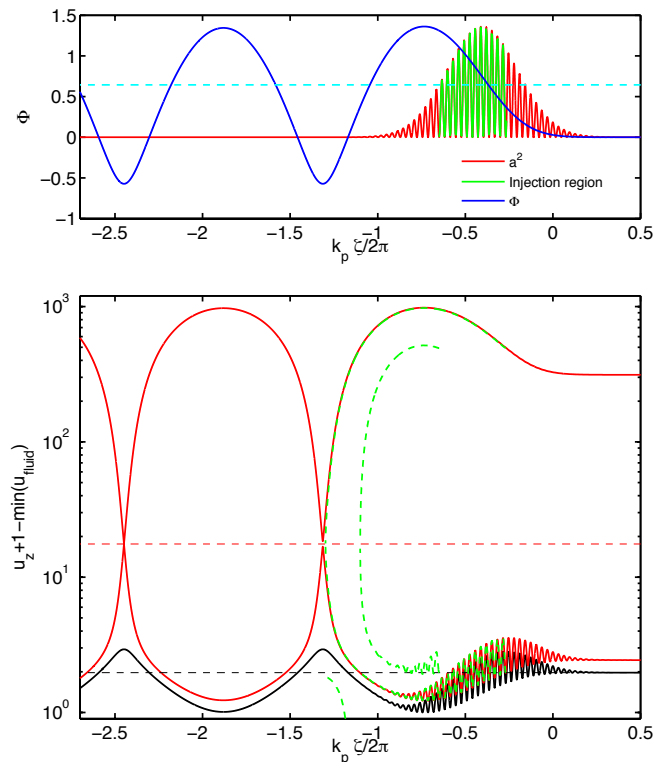 1.5
1
0.5
0
−0.5
−1
Φ
a²
Injection region
Φ
−2.5 −2 −1.5 −1 −0.5 0 0.5
k_p ζ/2π
10³
10²
10¹
10⁰
u_z+1−min(u_fluid)
−2.5 −2 −1.5 −1 −0.5 0 0.5
k_p ζ/2π